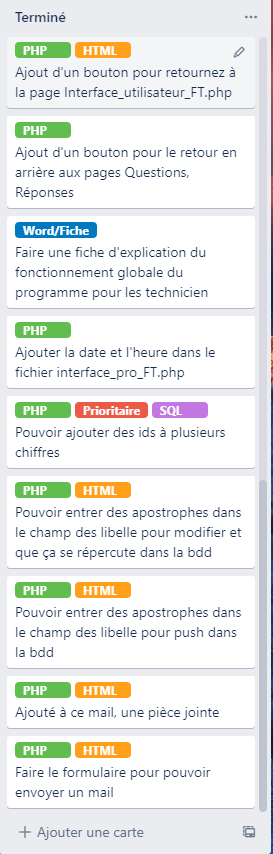 Terminé
PHP HTML
Ajout d'un bouton pour retournez à
la page Interface_utilisateur_FT.php
PHP
Ajout d'un bouton pour le retour en
arrière aux pages Questions,
Réponses
Word/Fiche
Faire une fiche d'explication du
fonctionnement globale du
programme pour les technicien
PHP
Ajouter la date et l'heure dans le
fichier interface_pro_FT.php
PHP Prioritaire SQL
Pouvoir ajouter des ids à plusieurs
chiffres
PHP HTML
Pouvoir entrer des apostrophes dans
le champ des libelle pour modifier et
que ça se répercute dans la bdd
PHP HTML
Pouvoir entrer des apostrophes dans
le champ des libelle pour push dans
la bdd
PHP HTML
Ajouté à ce mail, une pièce jointe
PHP HTML
Faire le formulaire pour pouvoir
envoyer un mail
+ Ajouter une carte